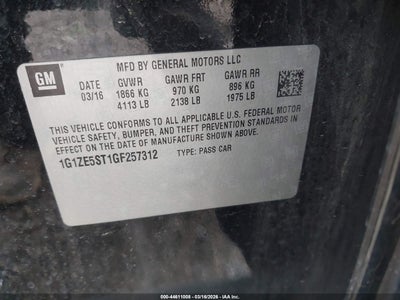 GM
MFD BY GENERAL MOTORS LLC
DATE GVWR GAWR FRT GAWR RR
03/16 1866 KG 970 KG 896 KG
4113 LB 2138 LB 1975 LB
THIS VEHICLE CONFORMS TO ALL APPLICABLE U.S. FEDERAL MOTOR
VEHICLE SAFETY, BUMPER, AND THEFT PREVENTION STANDARDS IN
EFFECT ON THE DATE OF MANUFACTURE SHOWN ABOVE.
1G1ZE5ST1GF257312 TYPE: PASS CAR
000-44611008 - 03/18/2026 - IAA, Inc.